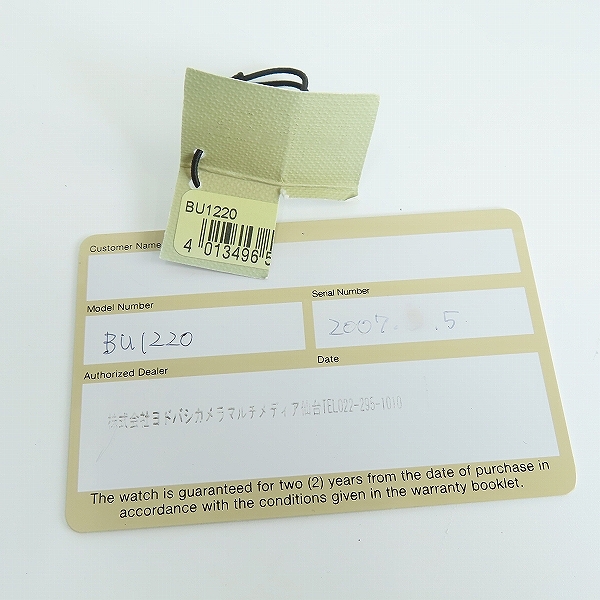 BU1220
4 013496 5
Customer Name
Model Number
Serial Number
BU1220
2007. .5
Authorized Dealer
Date
株式会社ヨドバシカメラマルチメディア仙台TEL022-295-1010
The watch is guaranteed for two (2) years from the date of purchase in
accordance with the conditions given in the warranty booklet.